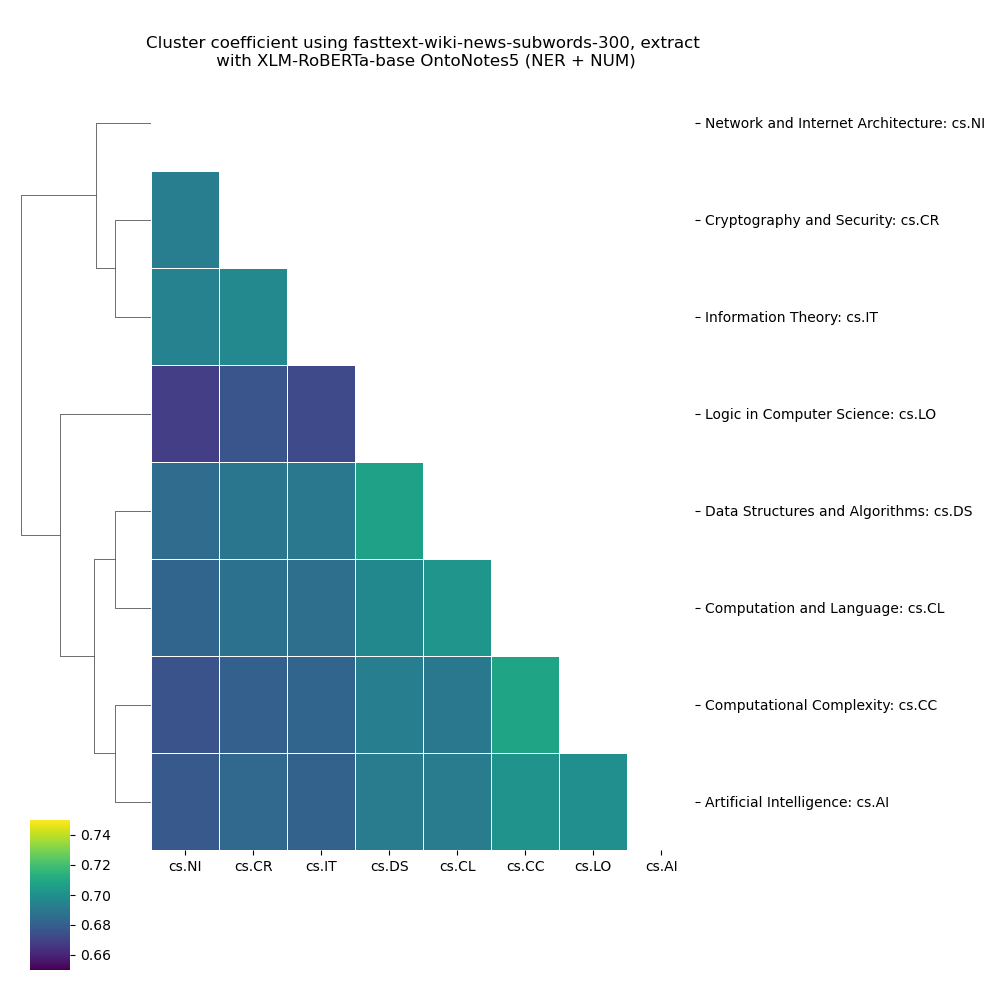 Cluster coefficient using fasttext-wiki-news-subwords-300, extract
with XLM-RoBERTa-base OntoNotes5 (NER + NUM)
Network and Internet Architecture: cs.NI
Cryptography and Security: cs.CR
Information Theory: cs.IT
Logic in Computer Science: cs.LO
Data Structures and Algorithms: cs.DS
Computation and Language: cs.CL
Computational Complexity: cs.CC
Artificial Intelligence: cs.AI
cs.NI cs.CR cs.IT cs.DS cs.CL cs.CC cs.LO cs.AI
0.74
0.72
0.70
0.68
0.66